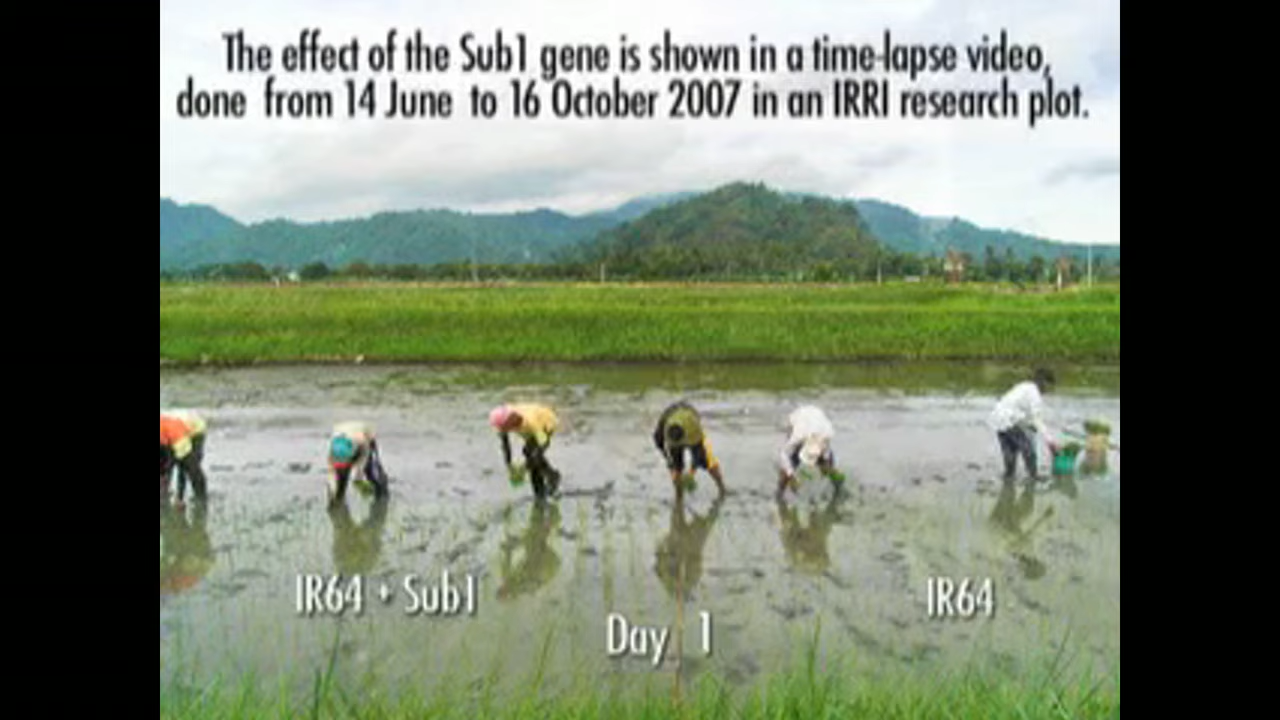 The effect of the Sub1 gene is shown in a time-lapse video,
done from 14 June to 16 October 2007 in an IRRI research plot.
IR64 + Sub1
IR64
Day 1